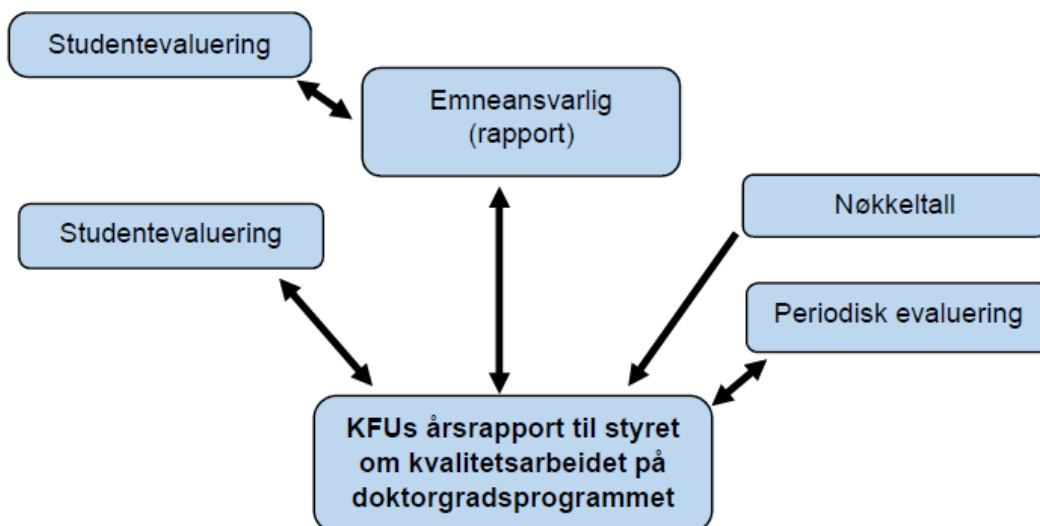 Studentevaluering
Emneansvarlig
(rapport)
Studentevaluering
Nøkkeltall
Periodisk evaluering
KFUs årsrapport til styret
om kvalitetsarbeidet på
doktorgradsprogrammet